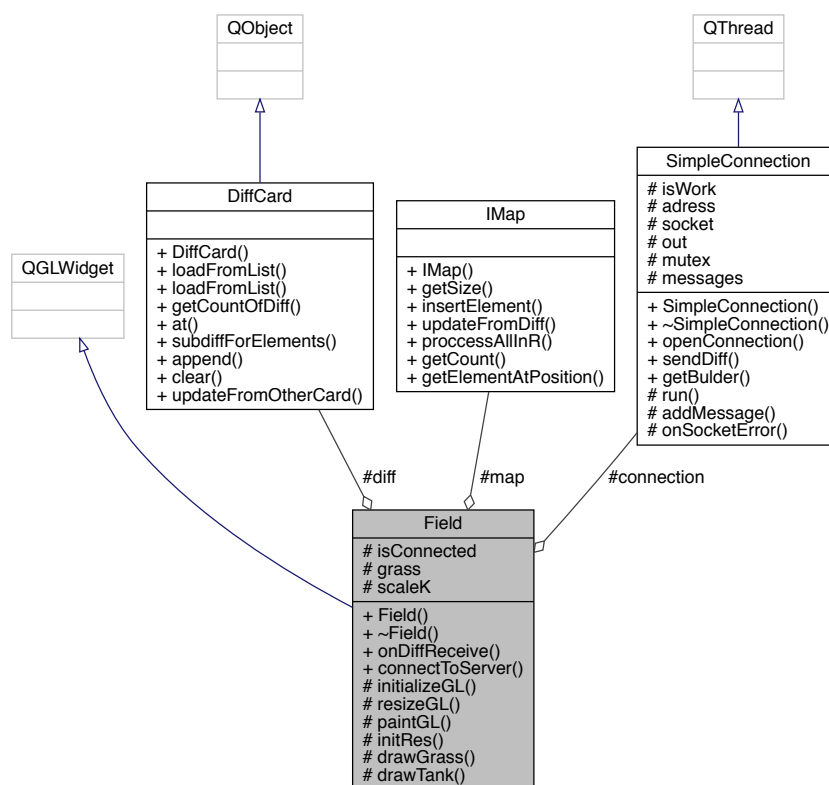 QObject
QThread
DiffCard
+ DiffCard()
+ loadFromList()
+ loadFromList()
+ getCountOfDiff()
+ at()
+ subdiffForElements()
+ append()
+ clear()
+ updateFromOtherCard()
IMap
+ IMap()
+ getSize()
+ insertElement()
+ updateFromDiff()
+ proccessAllInR()
+ getCount()
+ getElementAtPosition()
SimpleConnection
# isWork
# adress
# socket
# out
# mutex
# messages
+ SimpleConnection()
+ ~SimpleConnection()
+ openConnection()
+ sendDiff()
+ getBulder()
# run()
# addMessage()
# onSocketError()
QGLWidget
#diff
#map
#connection
Field
# isConnected
# grass
# scaleK
+ Field()
+ ~Field()
+ onDiffReceive()
+ connectToServer()
# initializeGL()
# resizeGL()
# paintGL()
# initRes()
# drawGrass()
# drawTank()